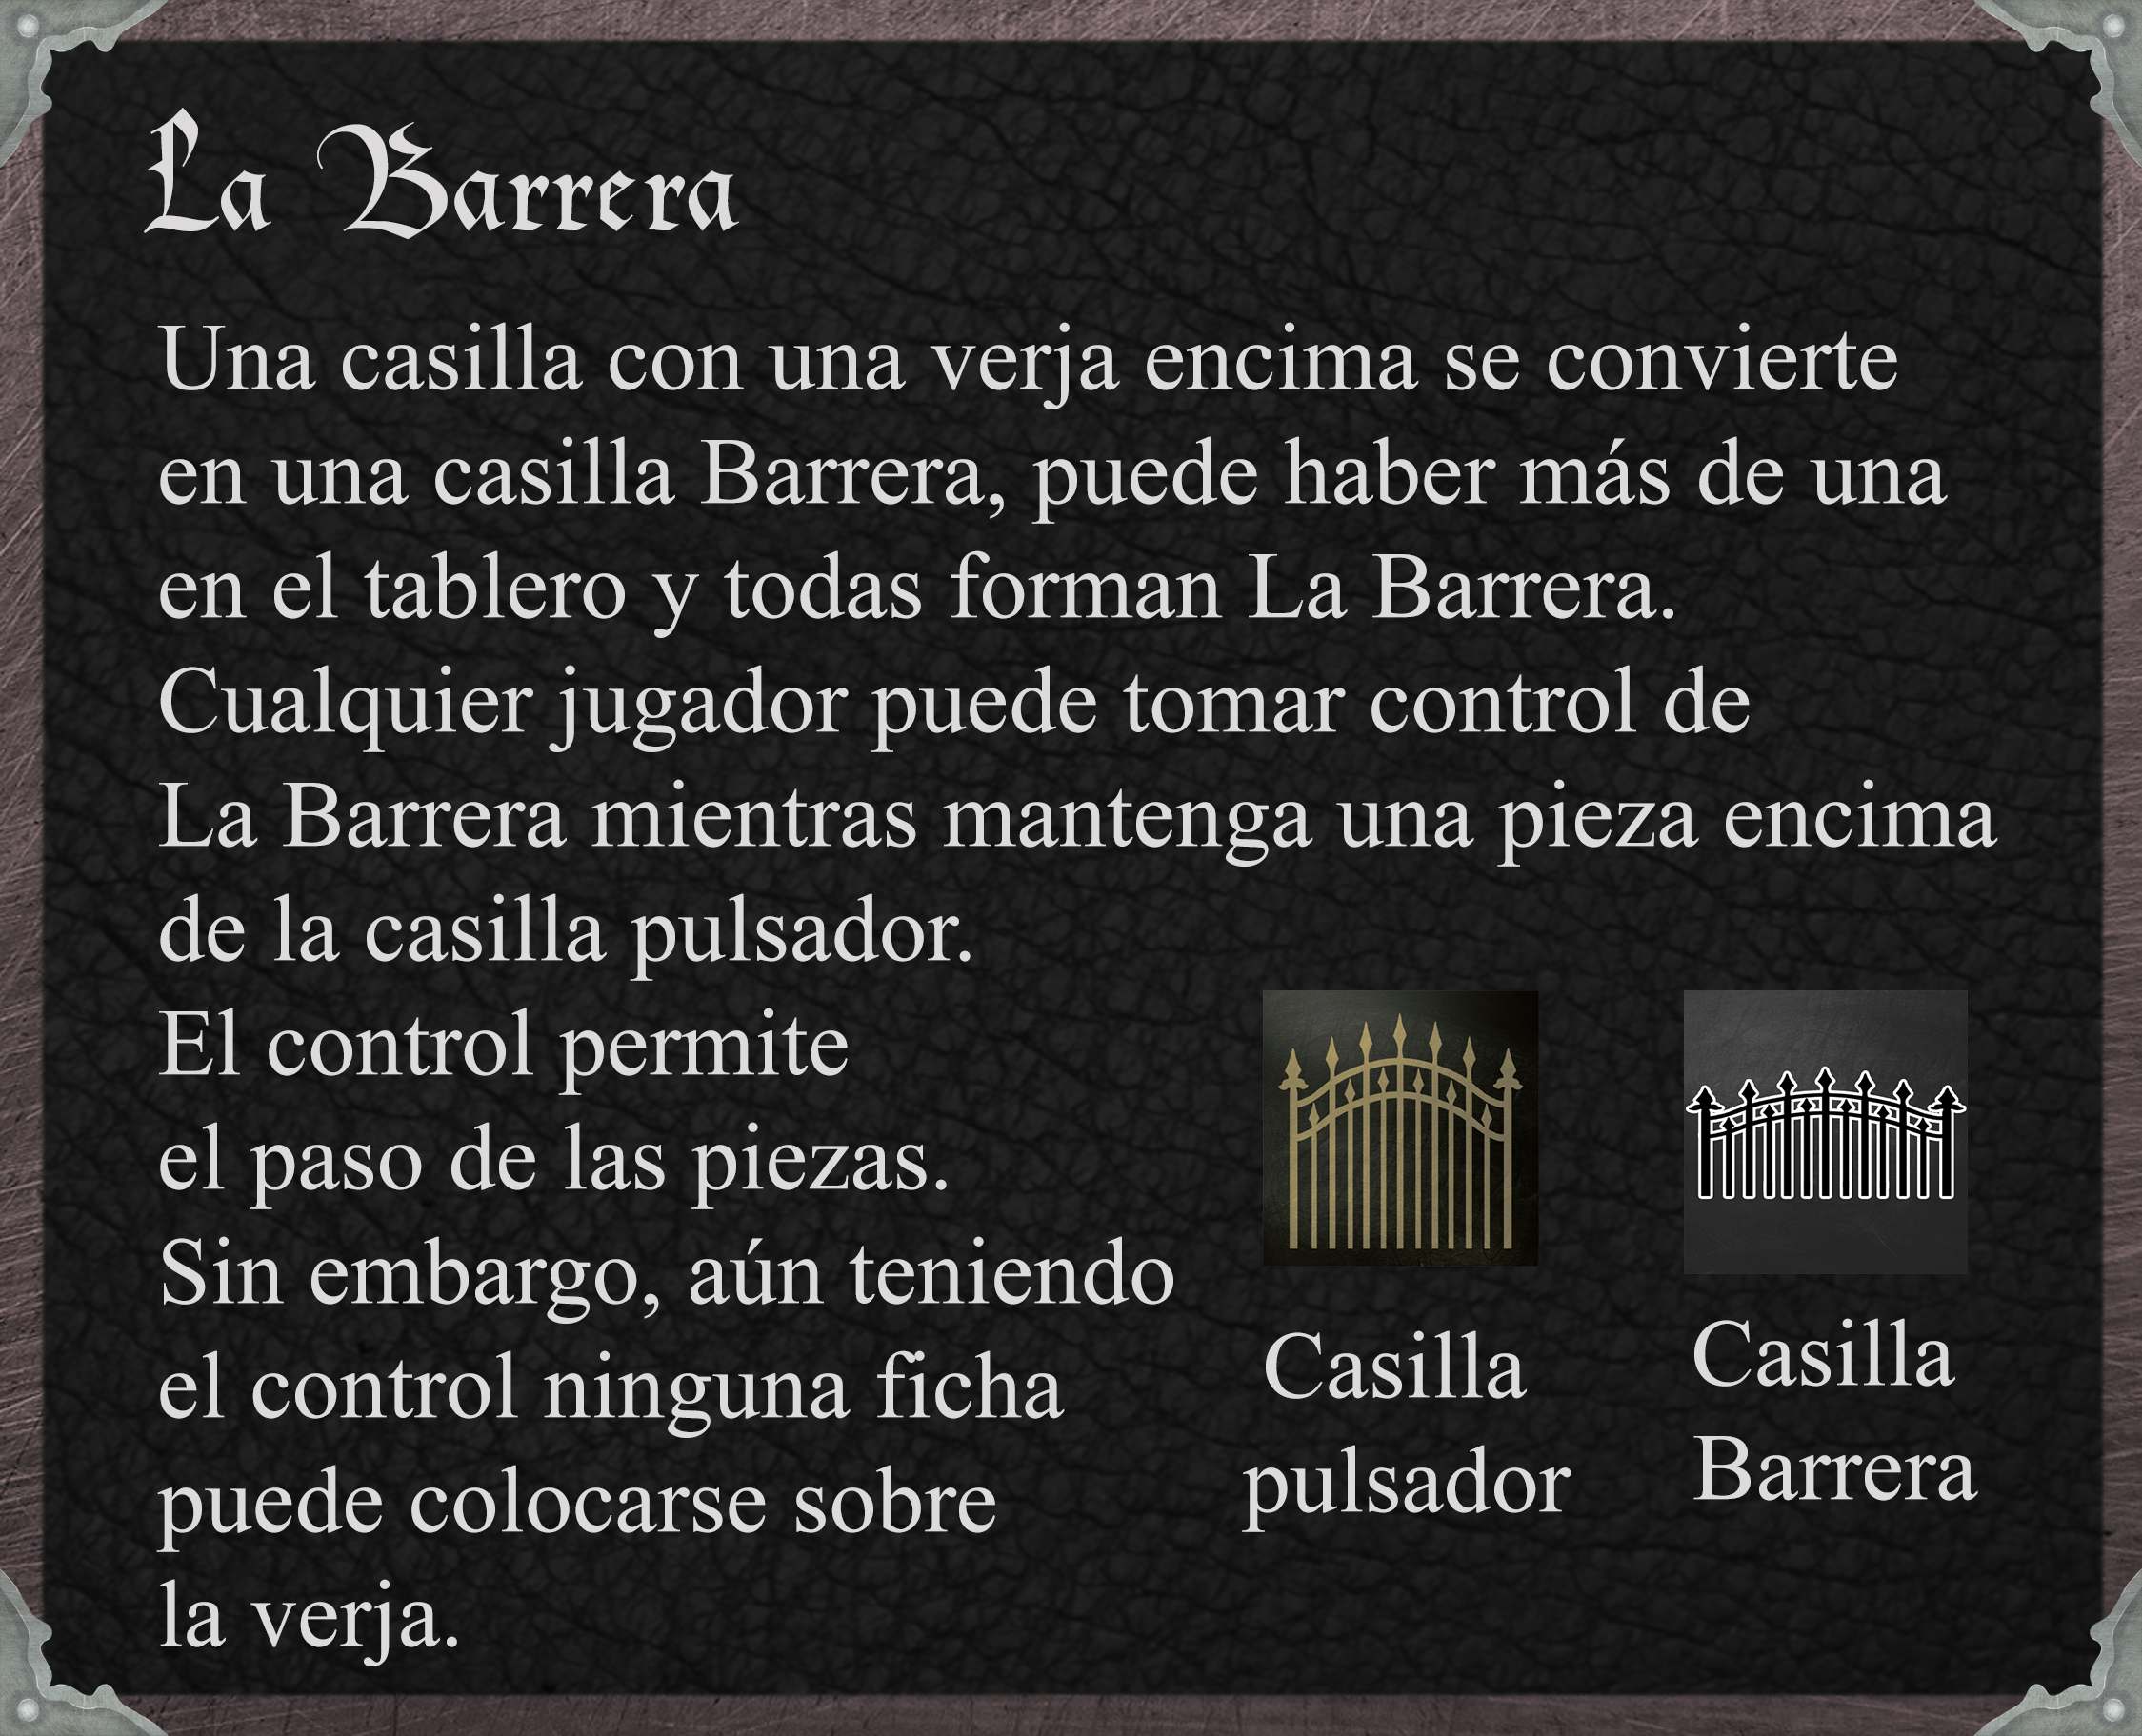 La Barrera
Una casilla con una verja encima se convierte
en una casilla Barrera, puede haber más de una
en el tablero y todas forman La Barrera.
Cualquier jugador puede tomar control de
La Barrera mientras mantenga una pieza encima
de la casilla pulsador.
El control permite
el paso de las piezas.
Sin embargo, aún teniendo
el control ninguna ficha
puede colocarse sobre
la verja.
Casilla
pulsador
Casilla
Barrera